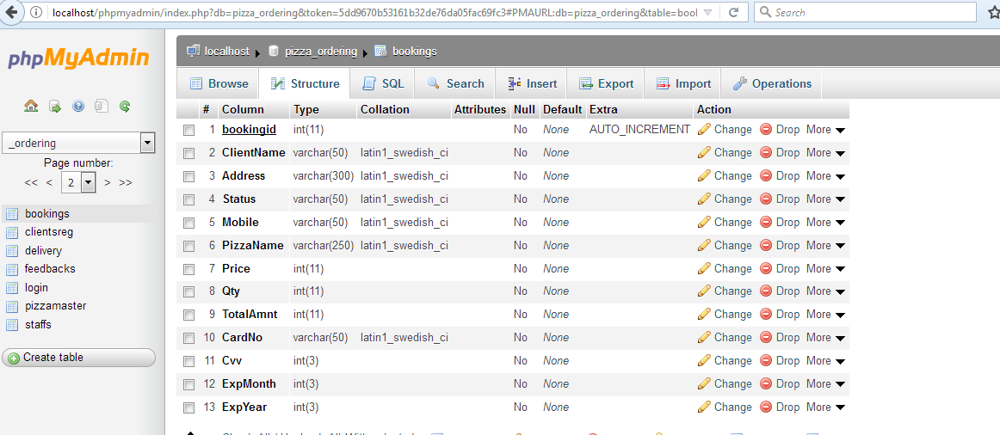 localhost/phpmyadmin/index.php?db=pizza_ordering&token=5dd9670b53161b32de76da05fac69fc3#PMAURL:db=pizza_ordering&table=bool
Search
phpMyAdmin
localhost pizza_ordering bookings
Browse Structure SQL Search Insert Export Import Operations
_ordering
Page number:
<< < 2 > >>
bookings
clientsreg
delivery
feedbacks
login
pizzamaster
staffs
Create table
# Column Type Collation Attributes Null Default Extra Action
1 bookingid int(11) No None AUTO_INCREMENT Change Drop More
2 ClientName varchar(50) latin1_swedish_ci No None Change Drop More
3 Address varchar(300) latin1_swedish_ci No None Change Drop More
4 Status varchar(50) latin1_swedish_ci No None Change Drop More
5 Mobile varchar(50) latin1_swedish_ci No None Change Drop More
6 PizzaName varchar(250) latin1_swedish_ci No None Change Drop More
7 Price int(11) No None Change Drop More
8 Qty int(11) No None Change Drop More
9 TotalAmnt int(11) No None Change Drop More
10 CardNo varchar(50) latin1_swedish_ci No None Change Drop More
11 Cvv int(3) No None Change Drop More
12 ExpMonth int(3) No None Change Drop More
13 ExpYear int(3) No None Change Drop More